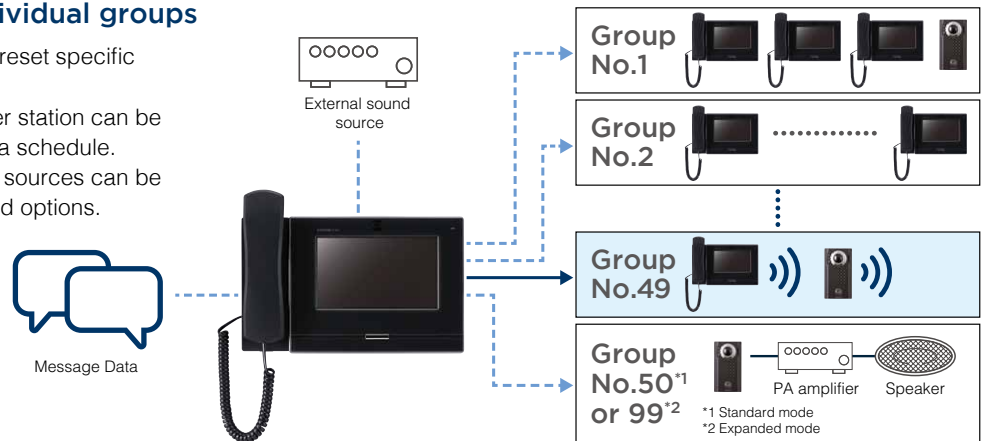 ividual groups
reset specific
er station can be
a schedule.
sources can be
d options.
External sound
source
Message Data
Group
No.1
Group
No.2
Group
No.49
Group
No.50*1
or 99*2
PA amplifier
Speaker
*1 Standard mode
*2 Expanded mode